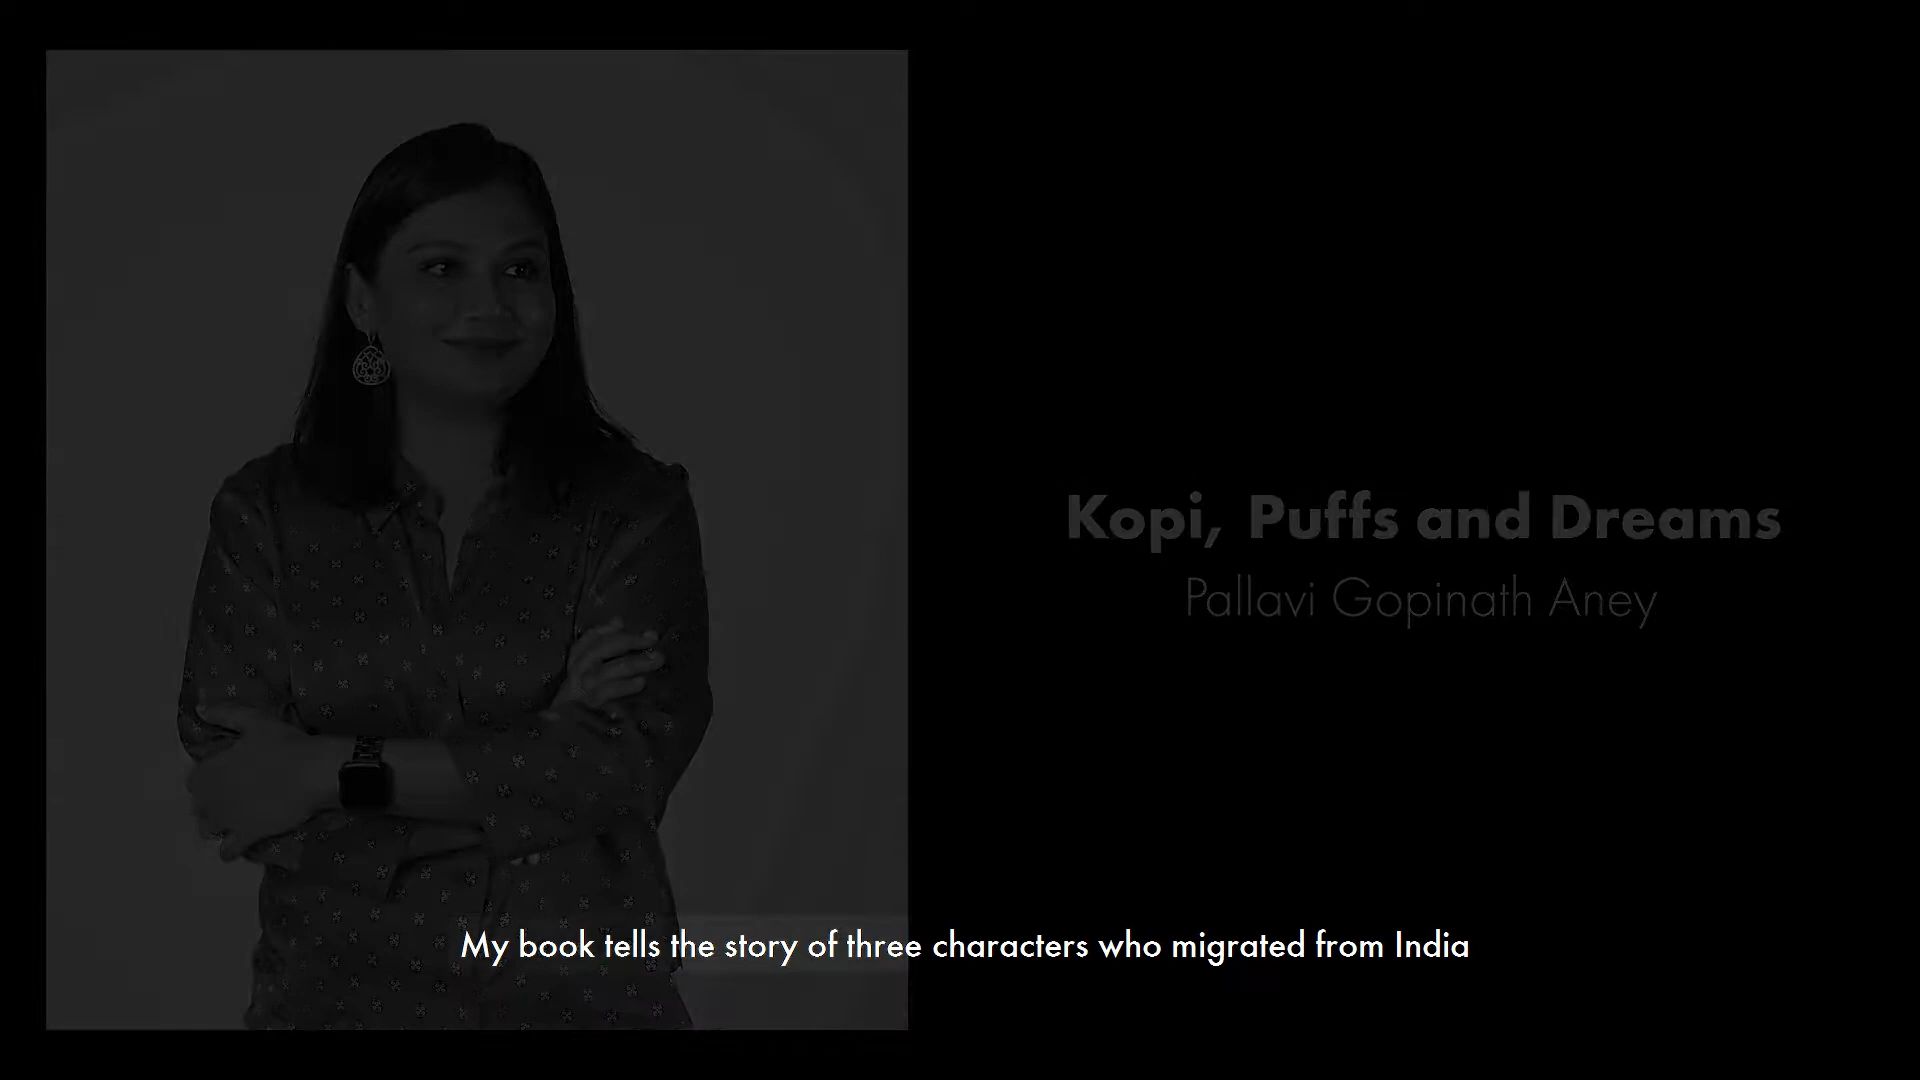 Kopi, Puffs and Dreams
Pallavi Gopinath Aney
My book tells the story of three characters who migrated from India